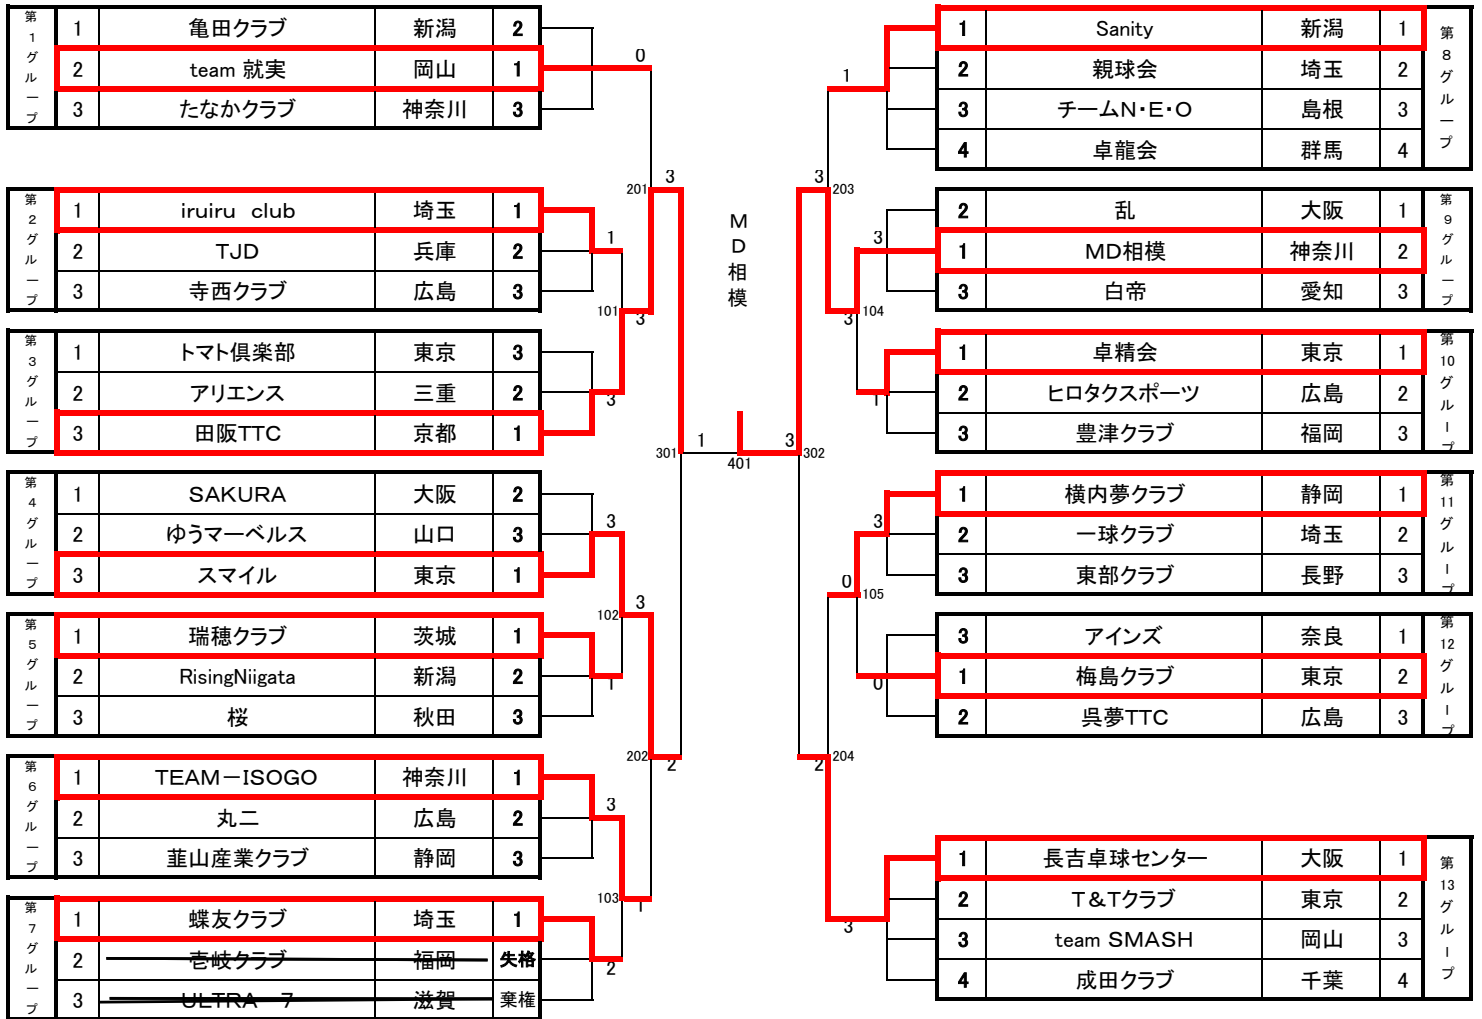 第1グループ
1 亀田クラブ 新潟 2
2 team 就実 岡山 1
3 たなかクラブ 神奈川 3
第2グループ
1 iruiru club 埼玉 1
2 TJD 兵庫 2
3 寺西クラブ 広島 3
第3グループ
1 トマト倶楽部 東京 3
2 アリエンス 三重 2
3 田阪TTC 京都 1
第4グループ
1 SAKURA 大阪 2
2 ゆうマーベルス 山口 3
3 スマイル 東京 1
第5グループ
1 瑞穂クラブ 茨城 1
2 RisingNiigata 新潟 2
3 桜 秋田 3
第6グループ
1 TEAM－ISOGO 神奈川 1
2 丸二 広島 2
3 韮山産業クラブ 静岡 3
第7グループ
1 蝶友クラブ 埼玉 1
2 壱岐クラブ 福岡 失格
3 ULTRA 7 滋賀 棄権
0
201 3
1
101 3
3
301 1
3
102 3
1
202 2
3
103 1
2
MD相模
401
3 302
1
3 203
3
3 104
1
3
0 105
0
2 204
3
1 Sanity 新潟 1
2 親球会 埼玉 2
3 チームN・E・O 島根 3
4 卓龍会 群馬 4
第8グループ
2 乱 大阪 1
1 MD相模 神奈川 2
3 白帝 愛知 3
第9グループ
1 卓精会 東京 1
2 ヒロタクスポーツ 広島 2
3 豊津クラブ 福岡 3
第10グループ
1 横内夢クラブ 静岡 1
2 一球クラブ 埼玉 2
3 東部クラブ 長野 3
第11グループ
3 アインズ 奈良 1
1 梅島クラブ 東京 2
2 呉夢TTC 広島 3
第12グループ
1 長吉卓球センター 大阪 1
2 T&Tクラブ 東京 2
3 team SMASH 岡山 3
4 成田クラブ 千葉 4
第13グループ